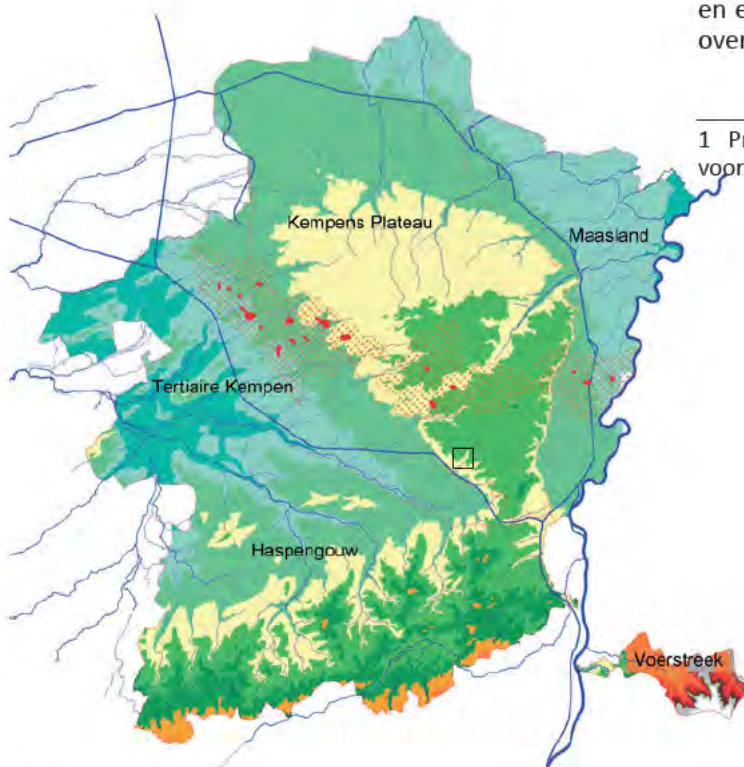 en e
over
1 Pr
voor
Kempens Plateau
Maasland
Tertiaire Kempen
Haspengouw
Voerstreek